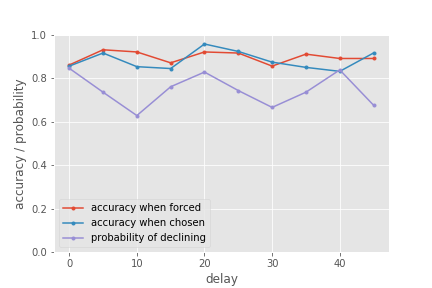 1.0
0.8
0.6
0.4
0.2
0.0
accuracy / probability
accuracy when forced
accuracy when chosen
probability of declining
0 10 20 30 40
delay